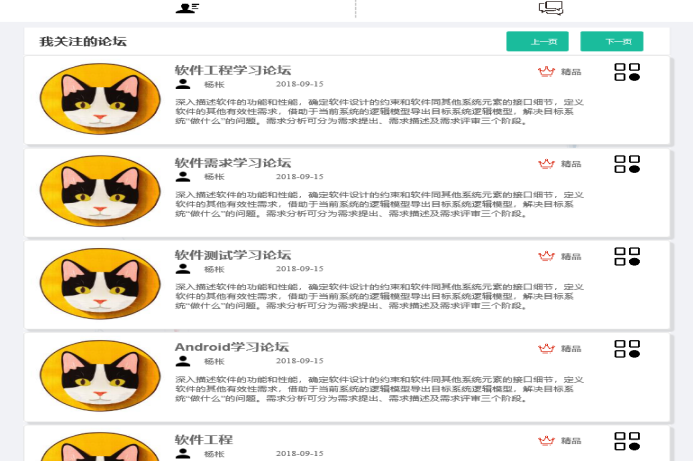 我关注的论坛
上一页
下一页
软件工程学习论坛
精品
杨枨
2018-09-15
深入描述软件的功能和性能，确定软件设计的约束和软件同其他系统元素的接口细节，定义
软件的其他有效性需求，借助于当前系统的逻辑模型导出目标系统逻辑模型，解决目标系
统“做什么”的问题。需求分析可分为需求提出、需求描述及需求评审三个阶段。
软件需求学习论坛
精品
杨枨
2018-09-15
深入描述软件的功能和性能，确定软件设计的约束和软件同其他系统元素的接口细节，定义
软件的其他有效性需求，借助于当前系统的逻辑模型导出目标系统逻辑模型，解决目标系
统“做什么”的问题。需求分析可分为需求提出、需求描述及需求评审三个阶段。
软件测试学习论坛
精品
杨枨
2018-09-15
深入描述软件的功能和性能，确定软件设计的约束和软件同其他系统元素的接口细节，定义
软件的其他有效性需求，借助于当前系统的逻辑模型导出目标系统逻辑模型，解决目标系
统“做什么”的问题。需求分析可分为需求提出、需求描述及需求评审三个阶段。
Android学习论坛
精品
杨枨
2018-09-15
深入描述软件的功能和性能，确定软件设计的约束和软件同其他系统元素的接口细节，定义
软件的其他有效性需求，借助于当前系统的逻辑模型导出目标系统逻辑模型，解决目标系
统“做什么”的问题。需求分析可分为需求提出、需求描述及需求评审三个阶段。
软件工程
精品
杨枨
2018-09-15